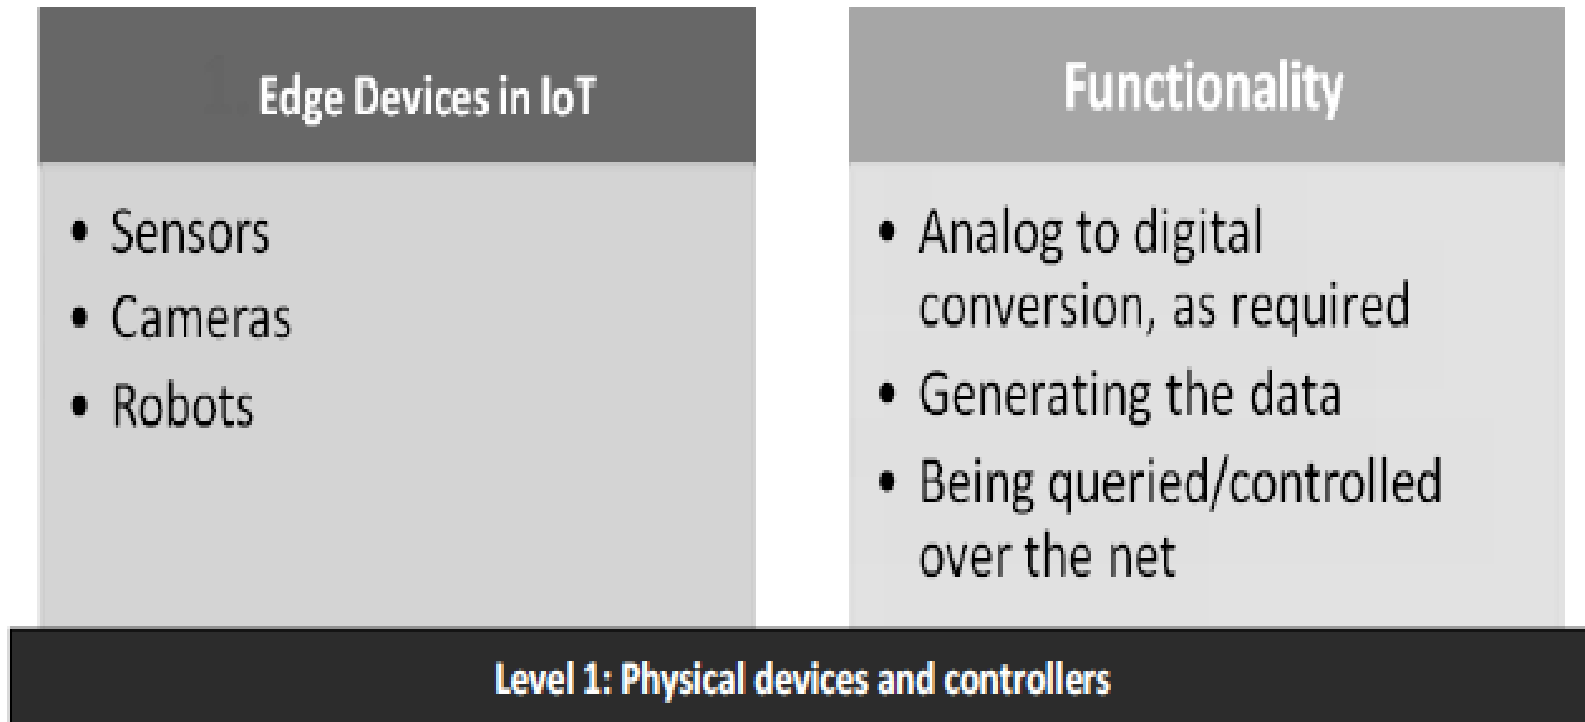 Edge Devices in IoT
• Sensors
• Cameras
• Robots
Functionality
• Analog to digital
conversion, as required
• Generating the data
• Being queried/controlled
over the net
Level 1: Physical devices and controllers